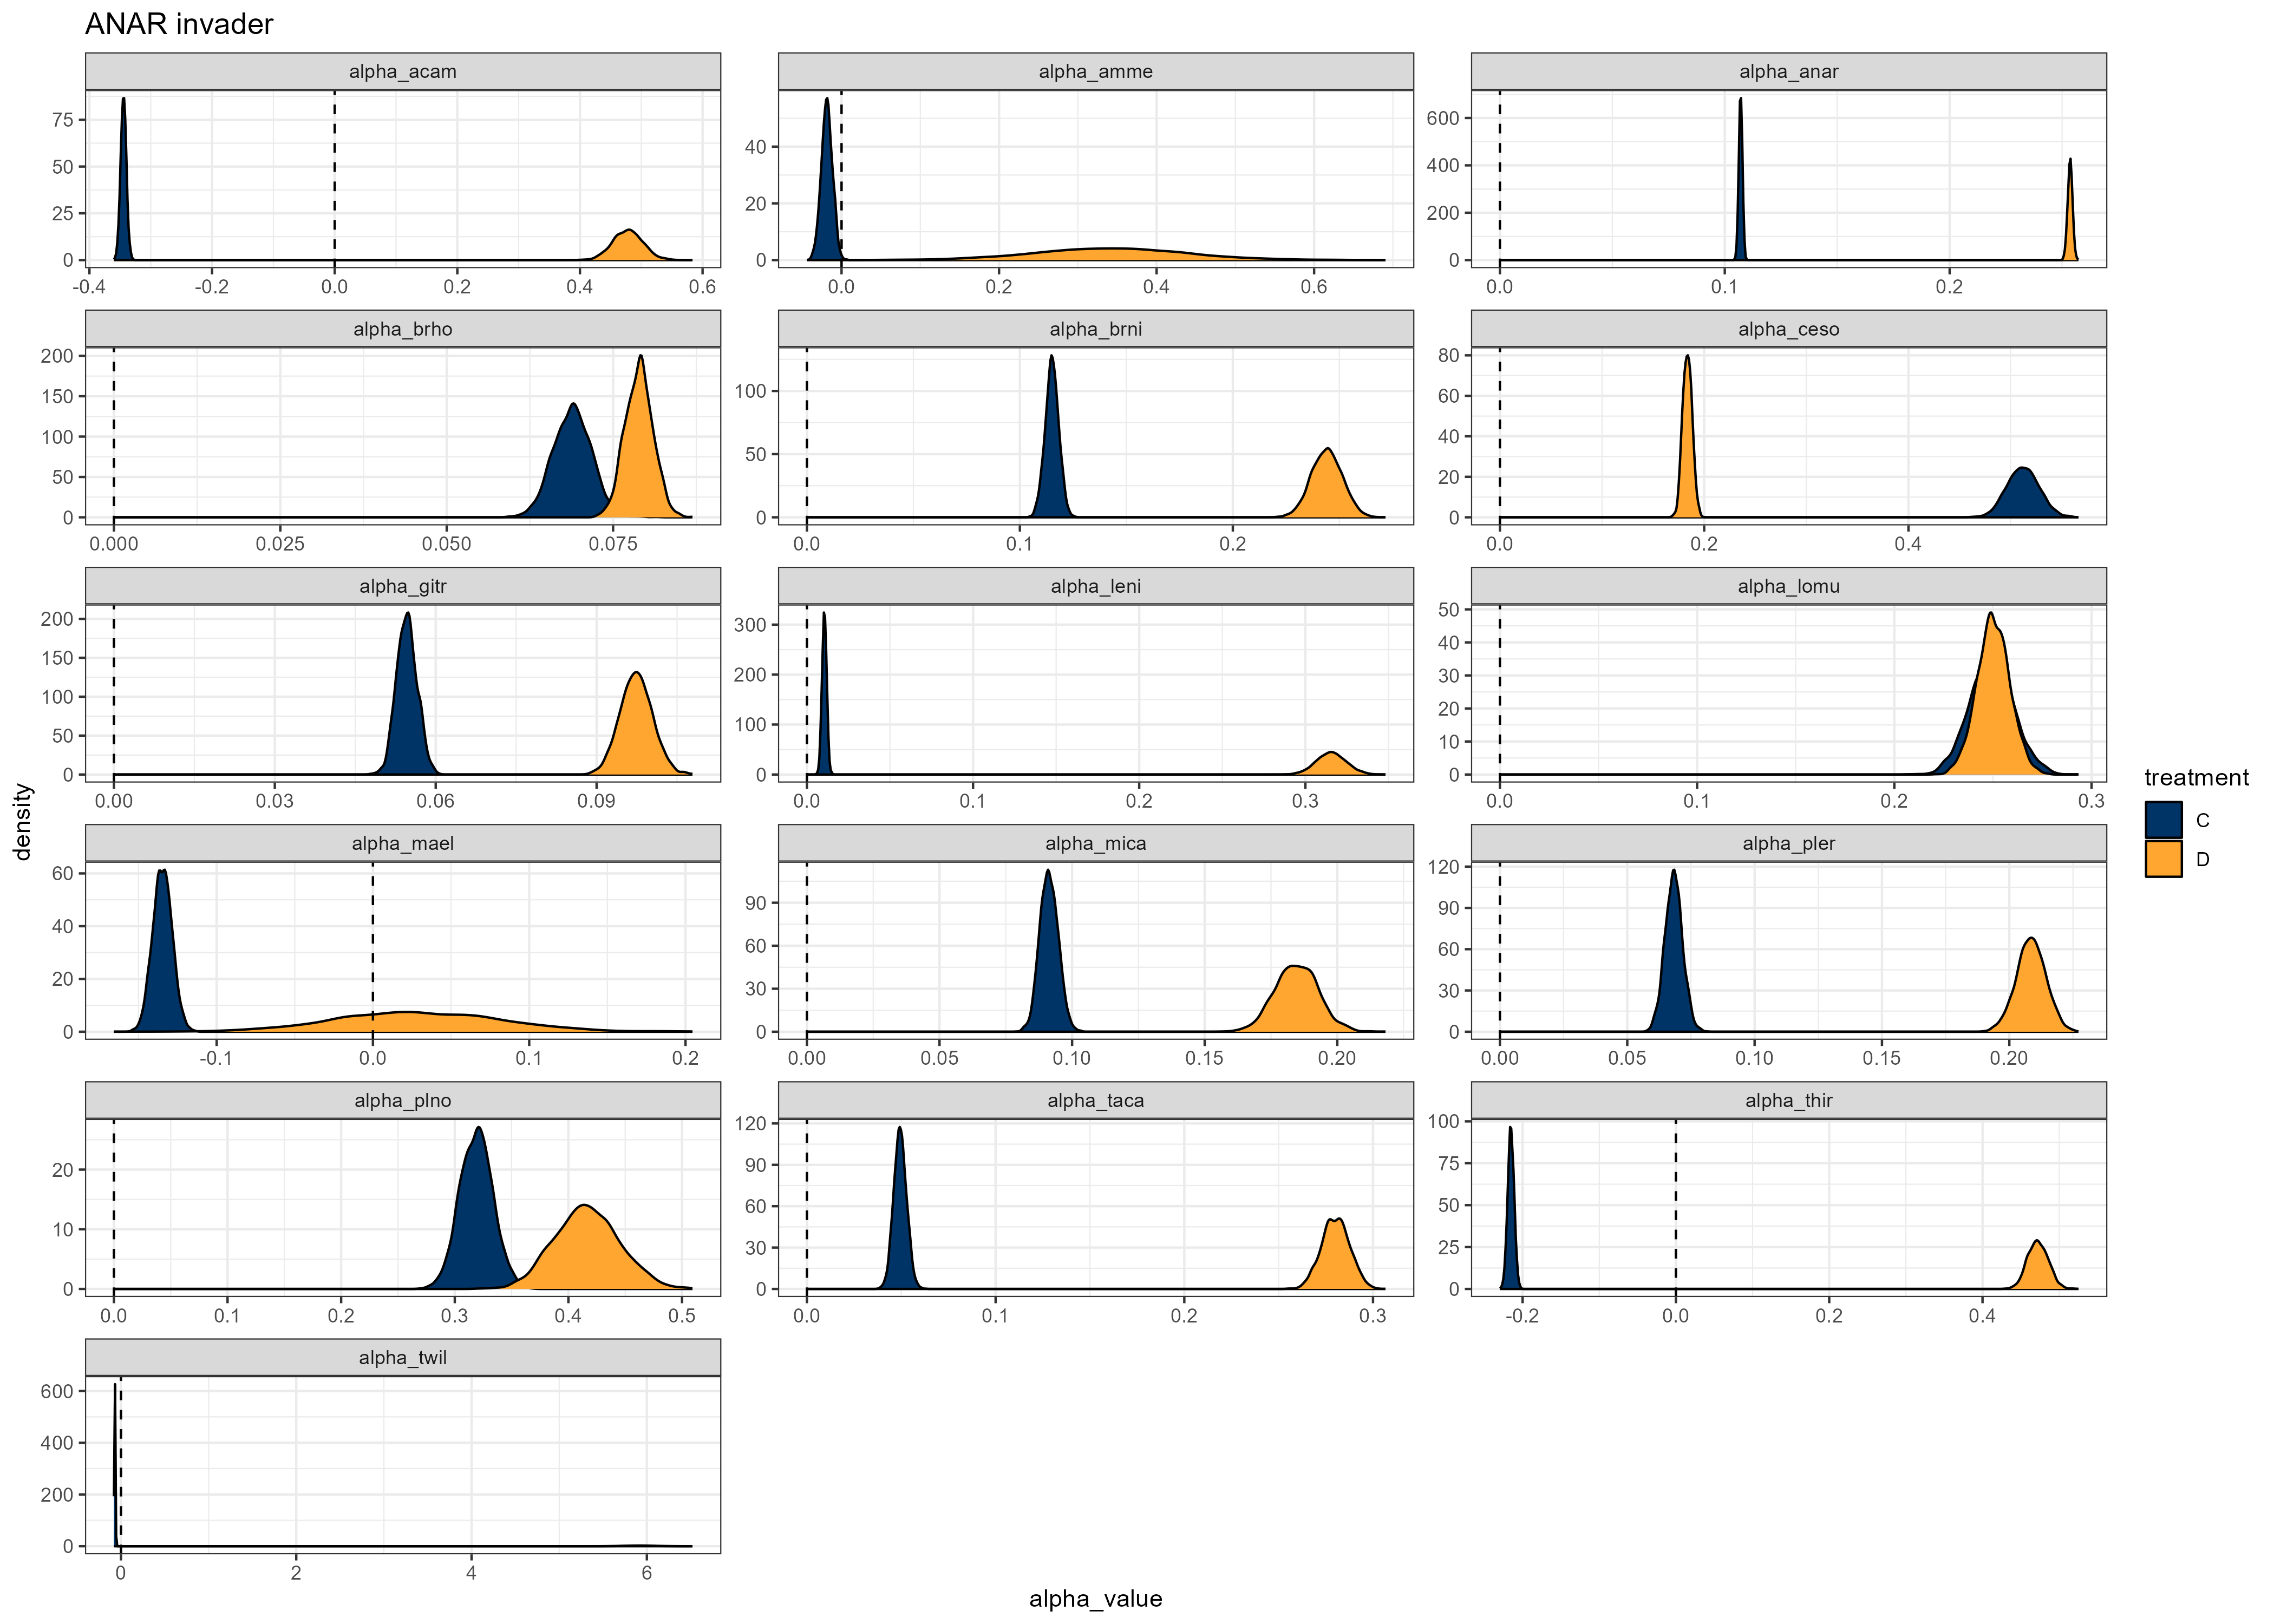 ANAR invader
alpha_acam alpha_amme alpha_anar
75 50 25 0
-0.4 -0.2 0.0 0.2 0.4 0.6
40 20 0
0.0 0.2 0.4 0.6
600 400 200 0
0.0 0.1 0.2
alpha_brho alpha_brni alpha_ceso
200 150 100 50 0
0.000 0.025 0.050 0.075
100 50 0
0.0 0.1 0.2
80 60 40 20 0
0.0 0.2 0.4
alpha_gitr alpha_leni alpha_lomu
200 150 100 50 0
0.00 0.03 0.06 0.09
300 200 100 0
0.0 0.1 0.2 0.3
50 40 30 20 10 0
0.0 0.1 0.2 0.3
alpha_mael alpha_mica alpha_pler
60 40 20 0
-0.1 0.0 0.1 0.2
90 60 30 0
0.00 0.05 0.10 0.15 0.20
120 90 60 30 0
0.00 0.05 0.10 0.15 0.20
alpha_plno alpha_taca alpha_thir
20 10 0
0.0 0.1 0.2 0.3 0.4 0.5
120 90 60 30 0
0.0 0.1 0.2 0.3
100 75 50 25 0
-0.2 0.0 0.2 0.4
alpha_twil
600 400 200 0
0 2 4 6
density
alpha_value
treatment
C
D